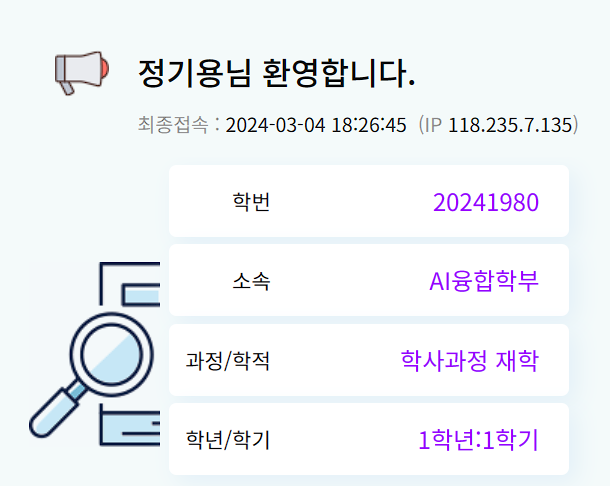 정기용님 환영합니다.
최종접속 : 2024-03-04 18:26:45 (IP 118.235.7.135)
학번 20241980
소속 AI융합학부
과정/학적 학사과정 재학
학년/학기 1학년:1학기